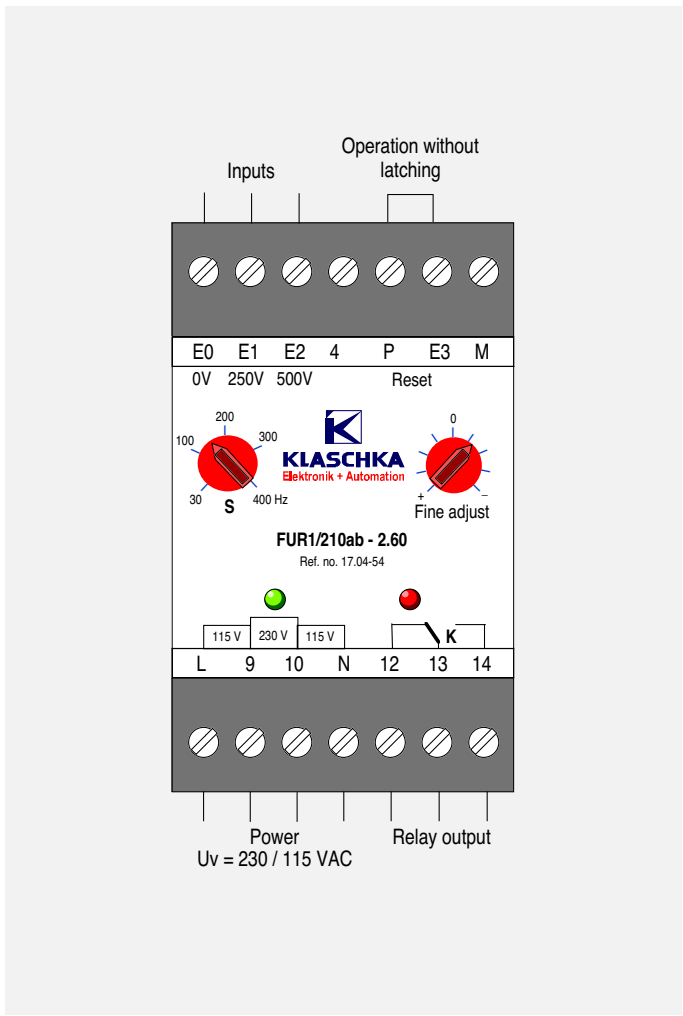 Operation without
latching
Inputs
E0 E1 E2 4 P E3 M
0V 250V 500V Reset
200
100 300
30 400 Hz
S
KLASCHKA
Elektronik + Automation
0
+ −
Fine adjust
FUR1/210ab - 2.60
Ref. no. 17.04-54
115 V 230 V 115 V K
L 9 10 N 12 13 14
Power Relay output
Uv = 230 / 115 VAC